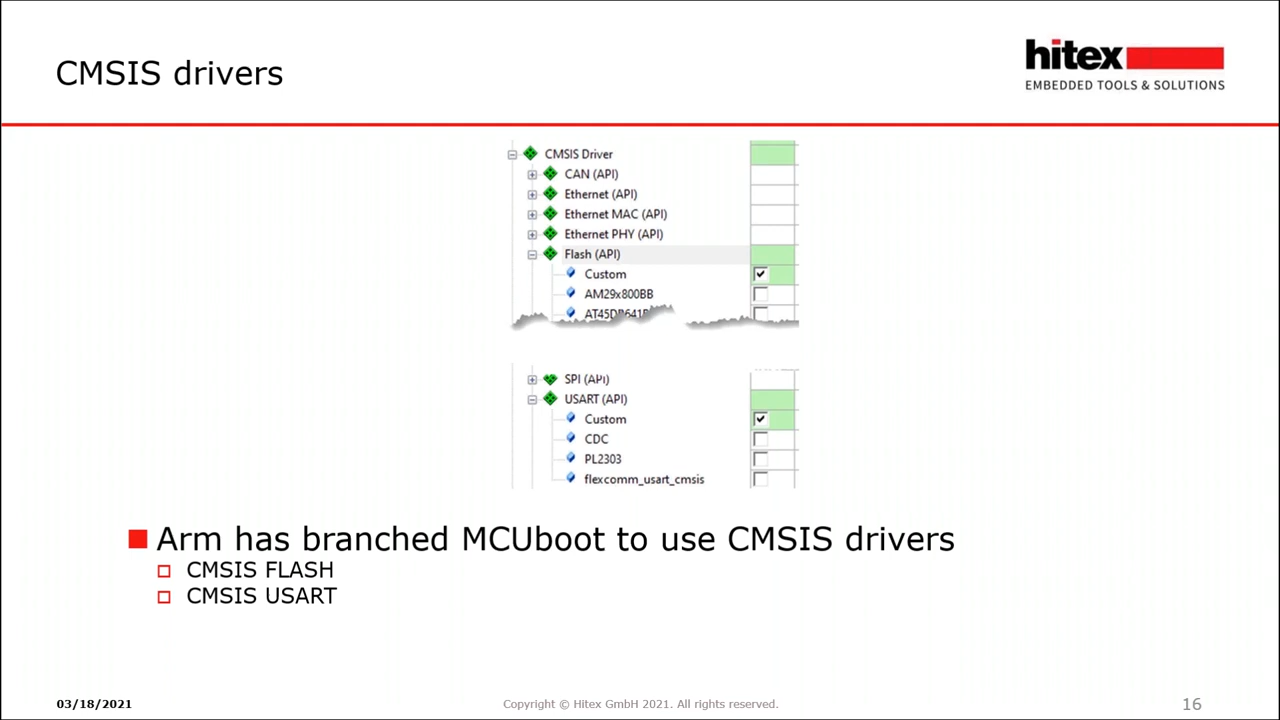 CMSIS drivers
hitex
EMBEDDED TOOLS & SOLUTIONS
CMSIS Driver
CAN (API)
Ethernet (API)
Ethernet MAC (API)
Ethernet PHY (API)
Flash (API)
Custom
AM29x800BB
SPI (API)
USART (API)
Custom
CDC
PL2303
flexcomm_usart_cmsis
Arm has branched MCUboot to use CMSIS drivers
CMSIS FLASH
CMSIS USART
03/18/2021
Copyright © Hitex GmbH 2021. All rights reserved.
16